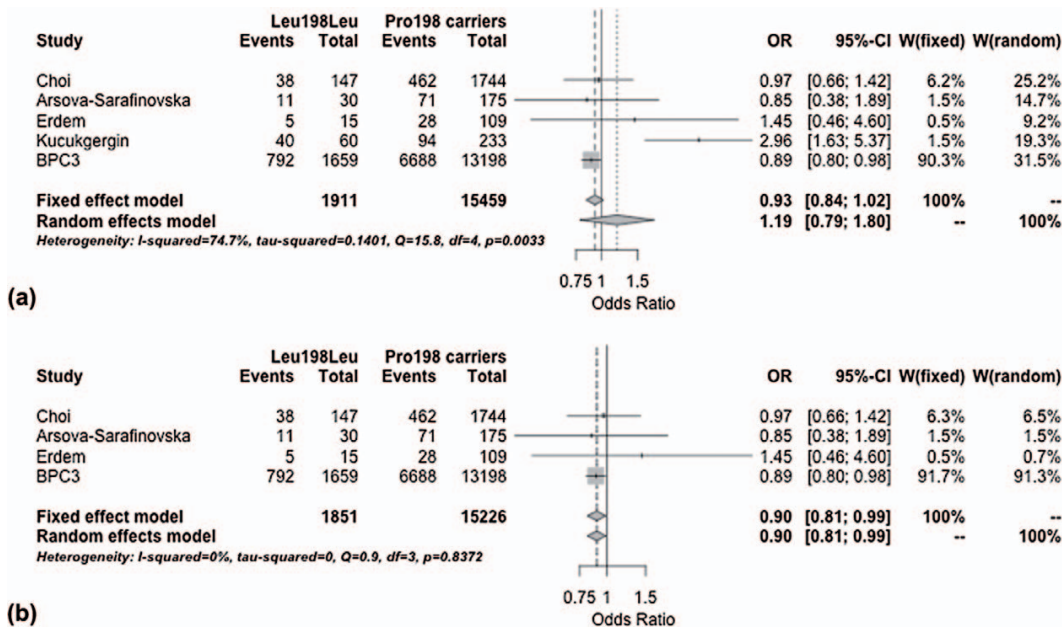 Leu198Leu Pro198 carriers
Study Events Total Events Total OR 95%-CI W(fixed) W(random)
Choi 38 147 462 1744 0.97 [0.66; 1.42] 6.2% 25.2%
Arsova-Sarafinovska 11 30 71 175 0.85 [0.38; 1.89] 1.5% 14.7%
Erdem 5 15 28 109 1.45 [0.46; 4.60] 0.5% 9.2%
Kucukgergin 40 60 94 233 2.96 [1.63; 5.37] 1.5% 19.3%
BPC3 792 1659 6688 13198 0.89 [0.80; 0.98] 90.3% 31.5%
Fixed effect model 1911 15459 0.93 [0.84; 1.02] 100% --
Random effects model 1.19 [0.79; 1.80] -- 100%
Heterogeneity: I-squared=74.7%, tau-squared=0.1401, Q=15.8, df=4, p=0.0033
0.75 1 1.5
Odds Ratio
(a)
Leu198Leu Pro198 carriers
Study Events Total Events Total OR 95%-CI W(fixed) W(random)
Choi 38 147 462 1744 0.97 [0.66; 1.42] 6.3% 6.5%
Arsova-Sarafinovska 11 30 71 175 0.85 [0.38; 1.89] 1.5% 1.5%
Erdem 5 15 28 109 1.45 [0.46; 4.60] 0.5% 0.7%
BPC3 792 1659 6688 13198 0.89 [0.80; 0.98] 91.7% 91.3%
Fixed effect model 1851 15226 0.90 [0.81; 0.99] 100% --
Random effects model 0.90 [0.81; 0.99] -- 100%
Heterogeneity: I-squared=0%, tau-squared=0, Q=0.9, df=3, p=0.8372
0.75 1 1.5
Odds Ratio
(b)